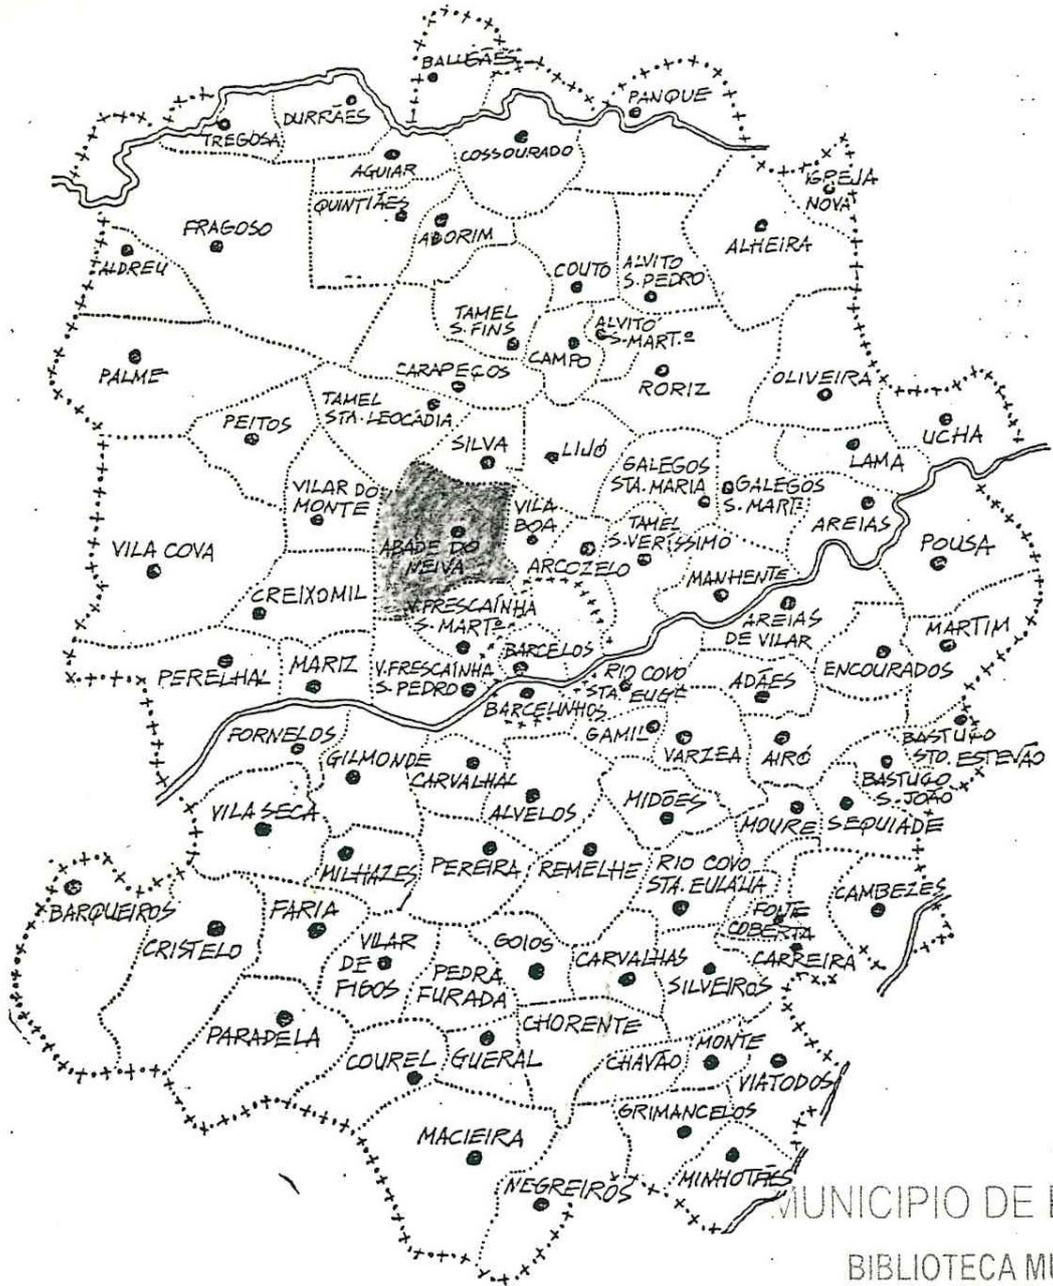 BALUGÃES
PANQUE
DURRÃES
TREGOSA
COSSOURADO
AGUIAR
IGREJA
NOVA
QUINTIÃES
ABORIM
FRAGOSO
ALHEIRA
ALDREU
COUTO
ALVITO
S. PEDRO
TAMEL
S. FINS
ALVITO
S. MART.º
CAMPO
PALME
CARAPEÇOS
RORIZ
OLIVEIRA
TAMEL
STA. LEOCÁDIA
FEITOS
UCHA
SILVA
LIJÓ
LAMA
GALEGOS
STA. MARIA
GALEGOS
S. MART.º
VILAR DO
MONTE
VILA
BOA
AREIAS
TAMEL
S. VERÍSSIMO
ABADE DO
NEIVA
ARCOZELO
POUSA
VILA COVA
MANHENTE
CREIXOMIL
V. FRESCAÍNHA
S. MARTº
AREIAS
DE VILAR
MARTIM
BARCELOS
ENCOURADOS
PERELHAL
MARIZ
V. FRESCAÍNHA
S. PEDRO
RIO COVO
STA. EUGª
ADÃES
BARCELINHOS
FORNELOS
GAMIL
VARZEA
AIRÓ
BASTUÇO
STO. ESTEVÃO
GILMONDE
CARVALHAL
BASTUÇO
S. JOÃO
VILA SECA
ALVELOS
MIDÕES
MOURE
SEQUIADE
MILHAZES
PEREIRA
REMELHE
RIO COVO
STA. EULÁLIA
CAMBEZES
BARQUEIROS
FARIA
FONTE
COBERTA
CRISTELO
VILAR
DE
FIGOS
GOIOS
CARVALHAS
CARREIRA
PEDRA
FURADA
SILVEIROS
PARADELA
CHORENTE
COUREL
GUERAL
CHAVÃO
MONTE
VIATODOS
GRIMANCELOS
MACIEIRA
MINHOTÃES
NEGREIROS
MUNICIPIO DE
BIBLIOTECA